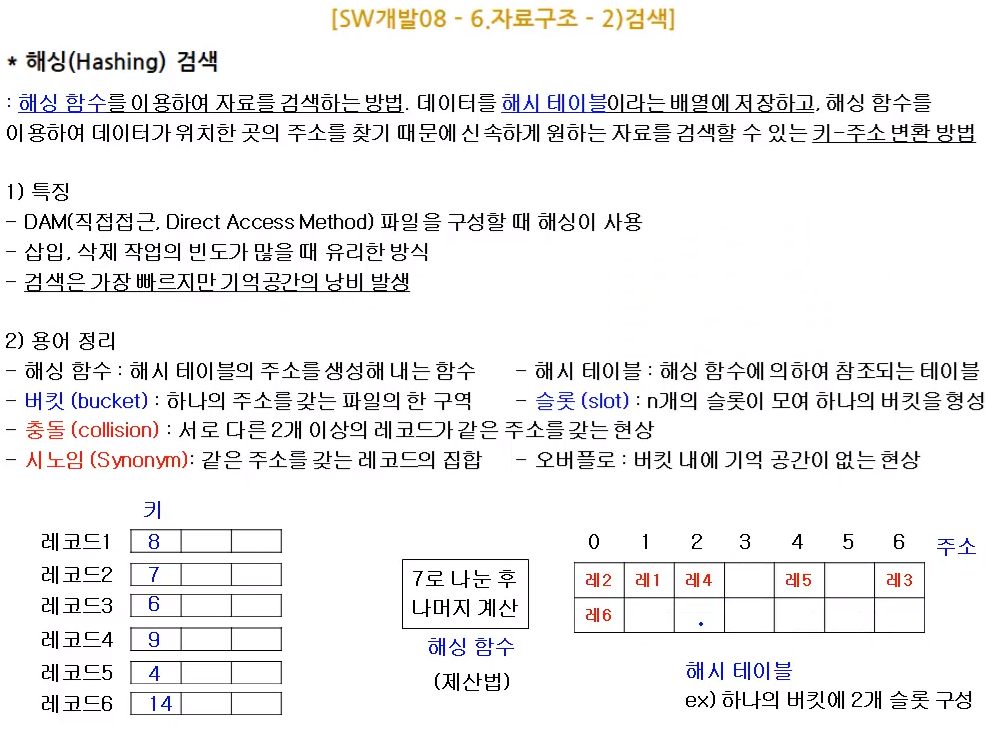 [SW개발08 - 6.자료구조 - 2)검색]
* 해싱(Hashing) 검색
: 해싱 함수를 이용하여 자료를 검색하는 방법. 데이터를 해시 테이블이라는 배열에 저장하고, 해싱 함수를
이용하여 데이터가 위치한 곳의 주소를 찾기 때문에 신속하게 원하는 자료를 검색할 수 있는 키-주소 변환 방법
1) 특징
- DAM(직접접근, Direct Access Method) 파일을 구성할 때 해싱이 사용
- 삽입, 삭제 작업의 빈도가 많을 때 유리한 방식
- 검색은 가장 빠르지만 기억공간의 낭비 발생
2) 용어 정리
- 해싱 함수 : 해시 테이블의 주소를 생성해 내는 함수 - 해시 테이블 : 해싱 함수에 의하여 참조되는 테이블
- 버킷 (bucket) : 하나의 주소를 갖는 파일의 한 구역 - 슬롯 (slot) : n개의 슬롯이 모여 하나의 버킷을 형성
- 충돌 (collision) : 서로 다른 2개 이상의 레코드가 같은 주소를 갖는 현상
- 시노임 (Synonym): 같은 주소를 갖는 레코드의 집합 - 오버플로 : 버킷 내에 기억 공간이 없는 현상
키
레코드1 8
레코드2 7
레코드3 6
레코드4 9
레코드5 4
레코드6 14
7로 나눈 후
나머지 계산
해싱 함수
(제산법)
0 1 2 3 4 5 6 주소
레2 레1 레4 레5 레3
레6
해시 테이블
ex) 하나의 버킷에 2개 슬롯 구성